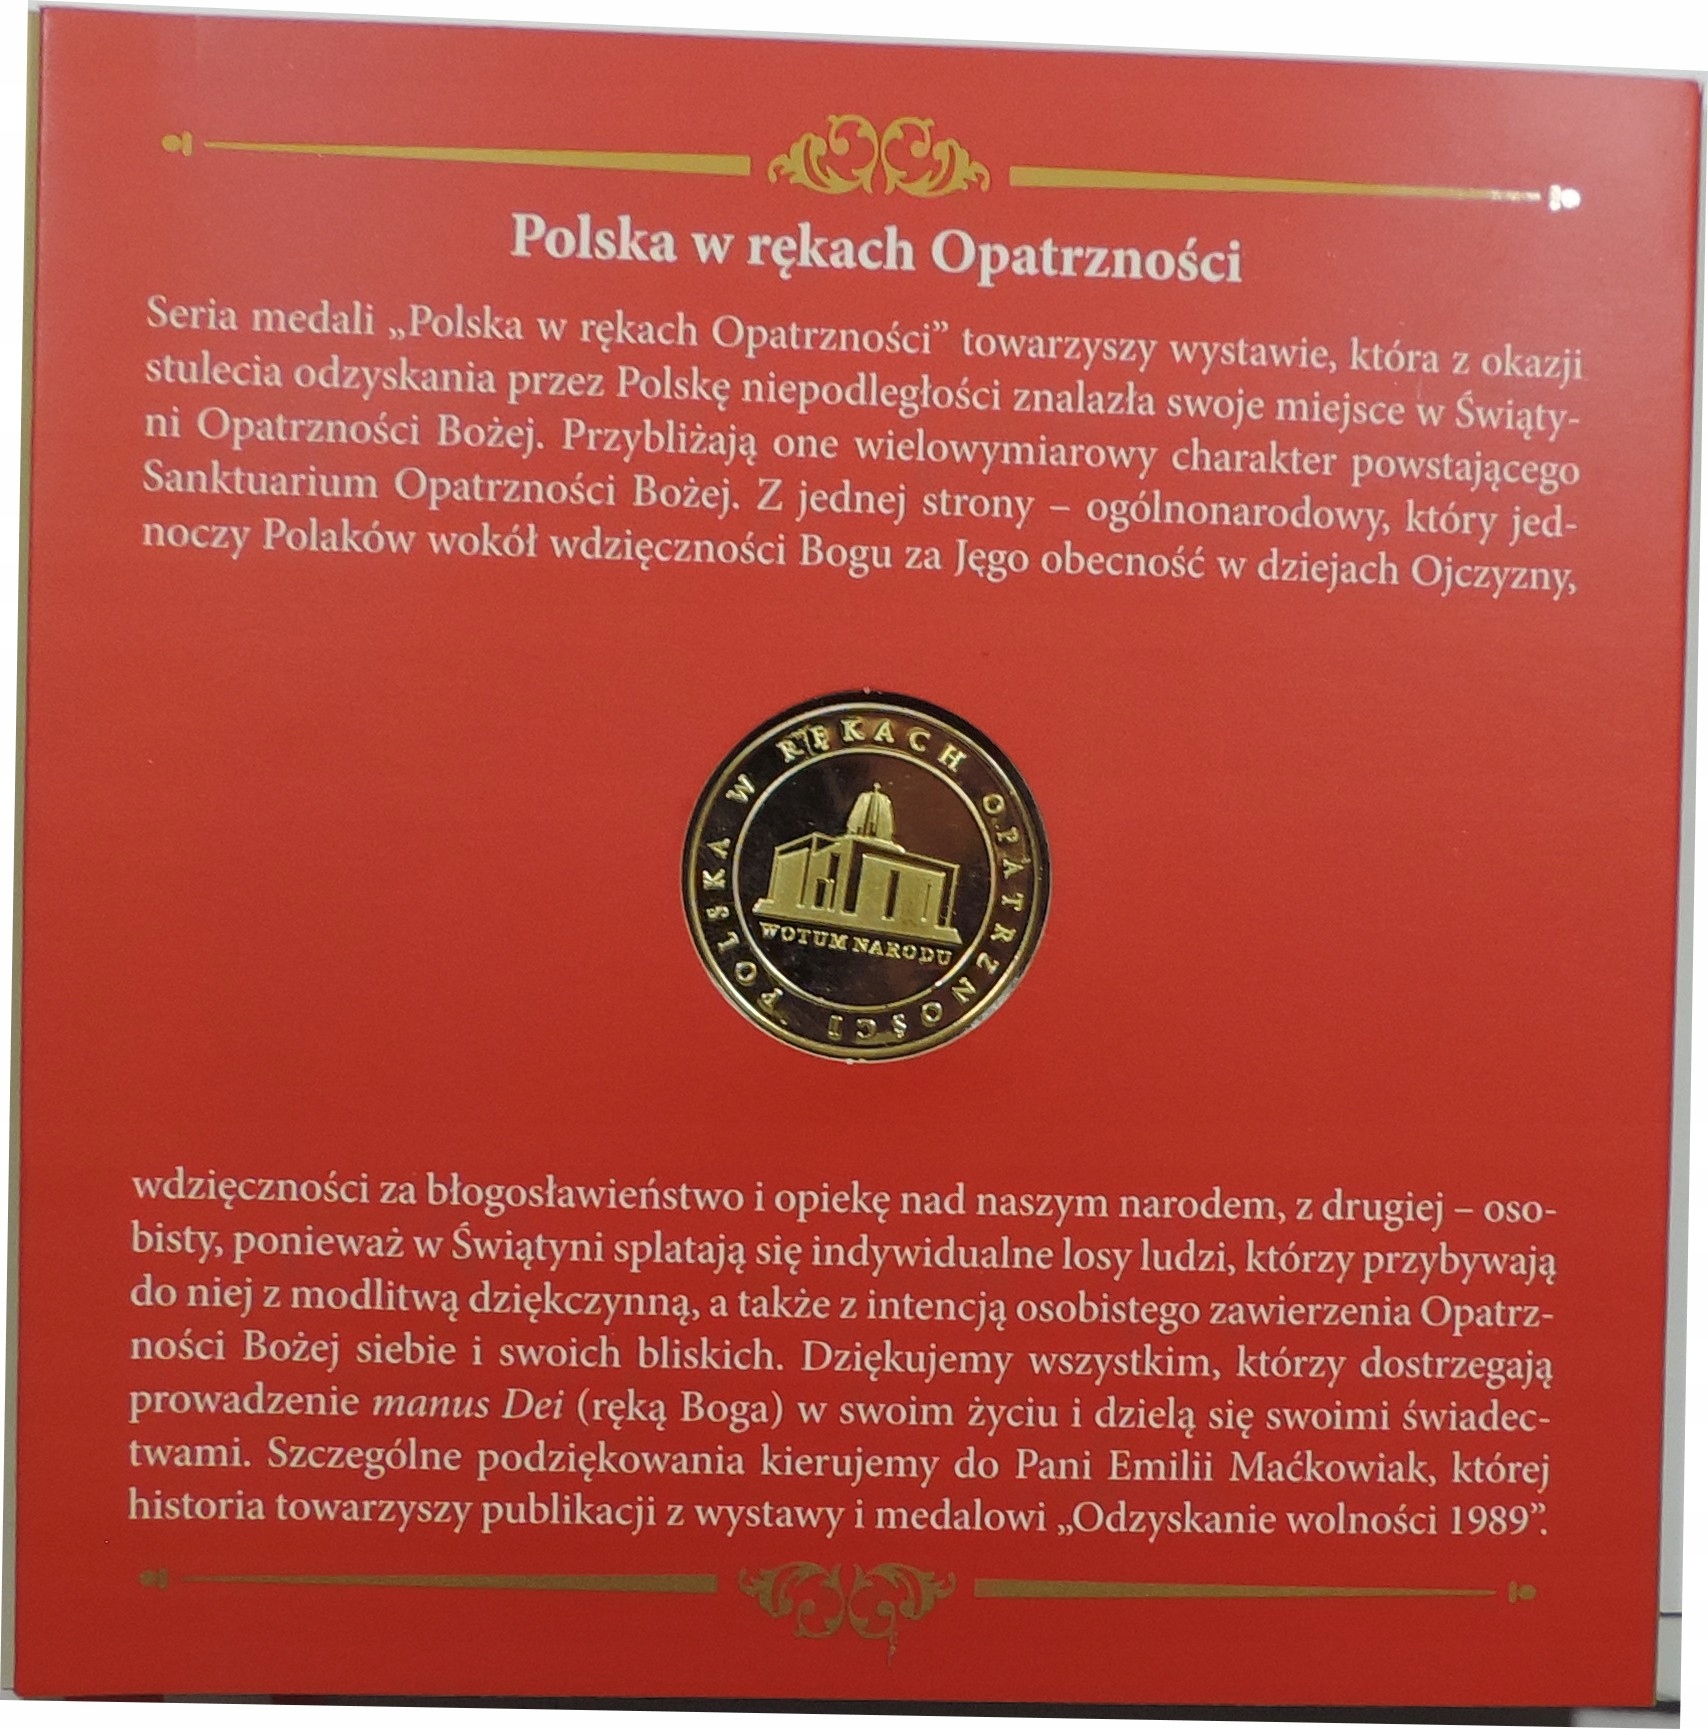 Polska w rękach Opatrzności
Seria medali „Polska w rękach Opatrzności” towarzyszy wystawie, która z okazji
stulecia odzyskania przez Polskę niepodległości znalazła swoje miejsce w Święty-
ni Opatrzności Bożej. Przybliżają one wielowymiarowy charakter powstającego
Sanktuarium Opatrzności Bożej. Z jednej strony – ogólnonarodowy, który jed-
noczy Polaków wokół wdzięczności Bogu za Jęgo obecność w dziejach Ojczyzny,
POLSKA W RĘKACH OPATRZNOŚCI
WOTUM NARODU
wdzięczności za błogosławieństwo i opiekę nad naszym narodem, z drugiej – oso-
bisty, ponieważ w Świątyni splatają się indywidualne losy ludzi, którzy przybywają
do niej z modlitwą dziękczynną, a także z intencją osobistego zawierzenia Opatrz-
ności Bożej siebie i swoich bliskich. Dziękujemy wszystkim, którzy dostrzegają
prowadzenie manus Dei (ręką Boga) w swoim życiu i dzielą się swoimi świadec-
twami. Szczególne podziękowania kierujemy do Pani Emilii Maćkowiak, której
historia towarzyszy publikacji z wystawy i medalowi „Odzyskanie wolności 1989”.